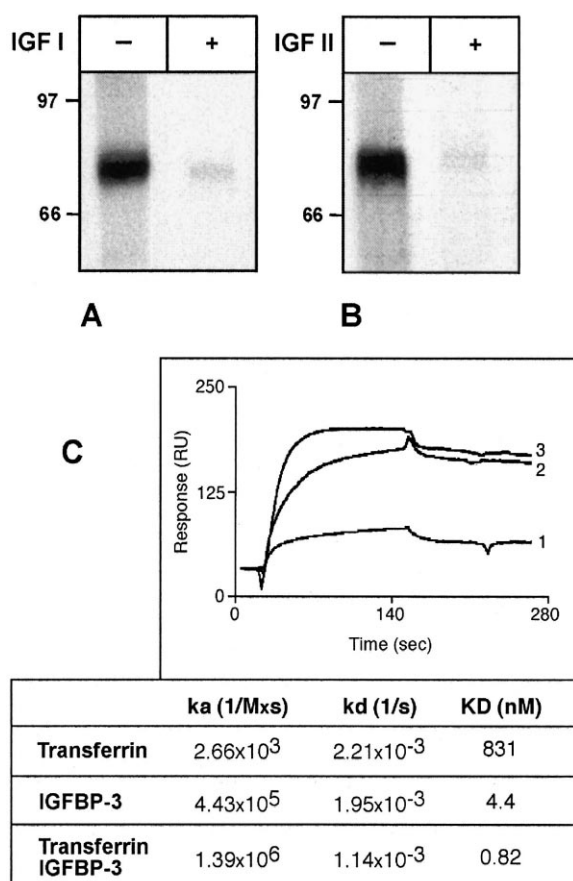 IGF I − +
97
66
A
IGF II − +
97
66
B
C
250
125
0
Response (RU)
0 140 280
Time (sec)
3
2
1
ka (1/Mxs) kd (1/s) KD (nM)
Transferrin 2.66x10³ 2.21x10⁻³ 831
IGFBP-3 4.43x10⁵ 1.95x10⁻³ 4.4
Transferrin
IGFBP-3 1.39x10⁶ 1.14x10⁻³ 0.82